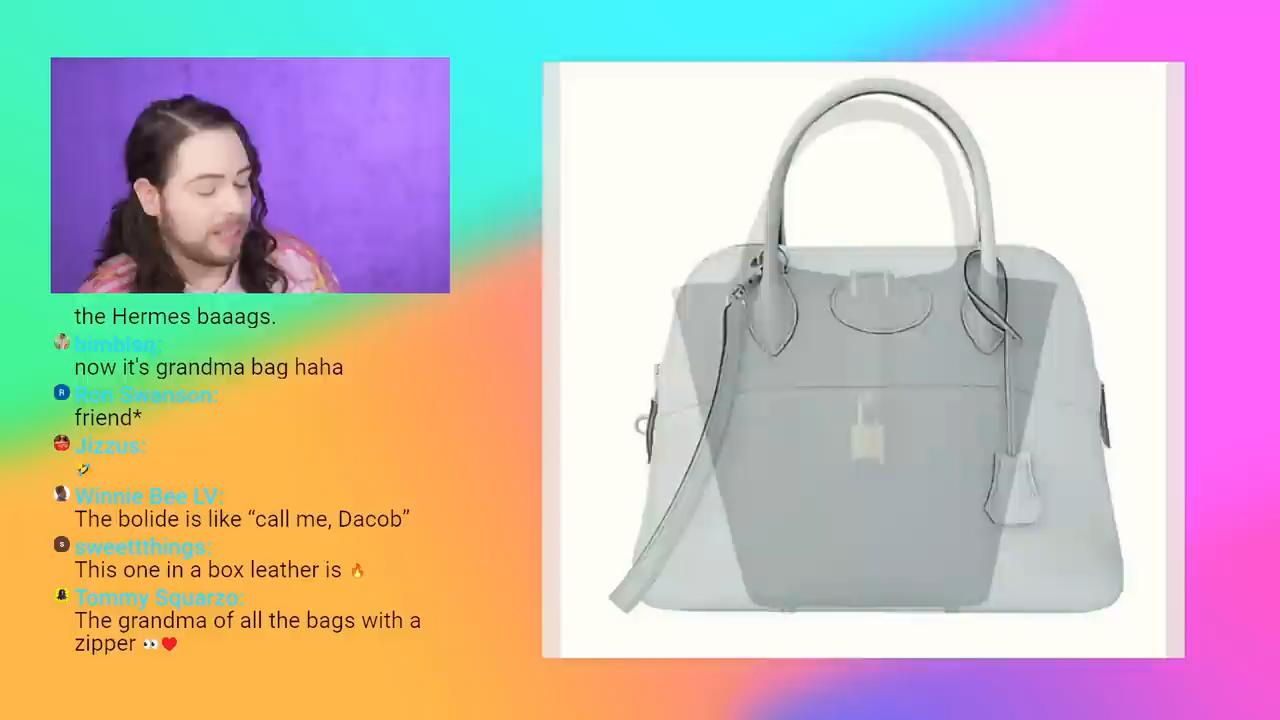 the Hermes baaags.
bimbisq:
now it's grandma bag haha
R
Ron Swanson:
friend*
Jizzus:
🤣
Winnie Bee LV:
The bolide is like “call me, Dacob”
s
sweettthings:
This one in a box leather is 🔥
Tommy Squarzo:
The grandma of all the bags with a
zipper 👀❤️